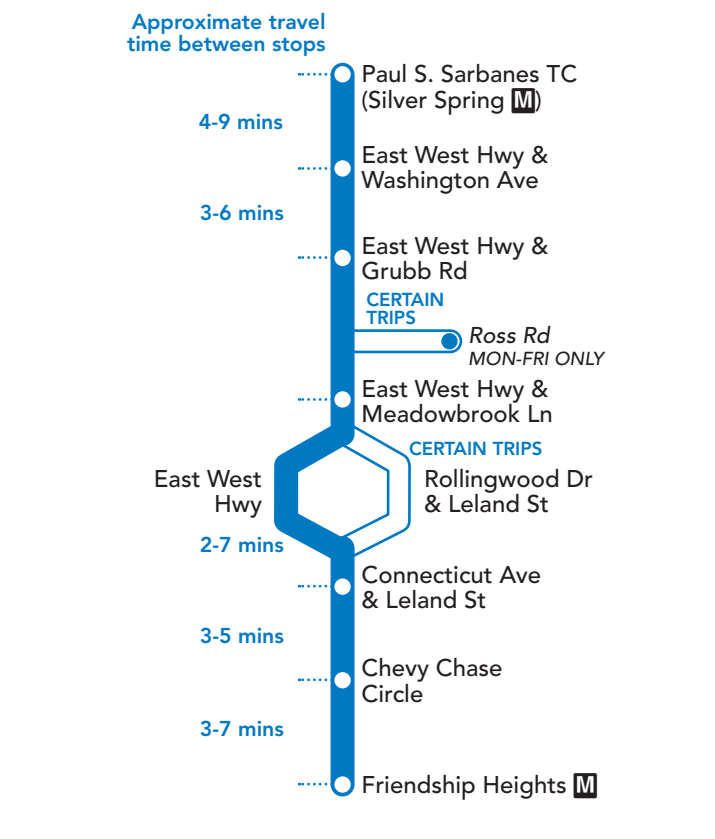 Approximate travel
time between stops
Paul S. Sarbanes TC
(Silver Spring M)
4-9 mins
East West Hwy &
Washington Ave
3-6 mins
East West Hwy &
Grubb Rd
CERTAIN
TRIPS
Ross Rd
MON-FRI ONLY
East West Hwy &
Meadowbrook Ln
CERTAIN TRIPS
East West
Hwy
Rollingwood Dr
& Leland St
2-7 mins
Connecticut Ave
& Leland St
3-5 mins
Chevy Chase
Circle
3-7 mins
Friendship Heights M